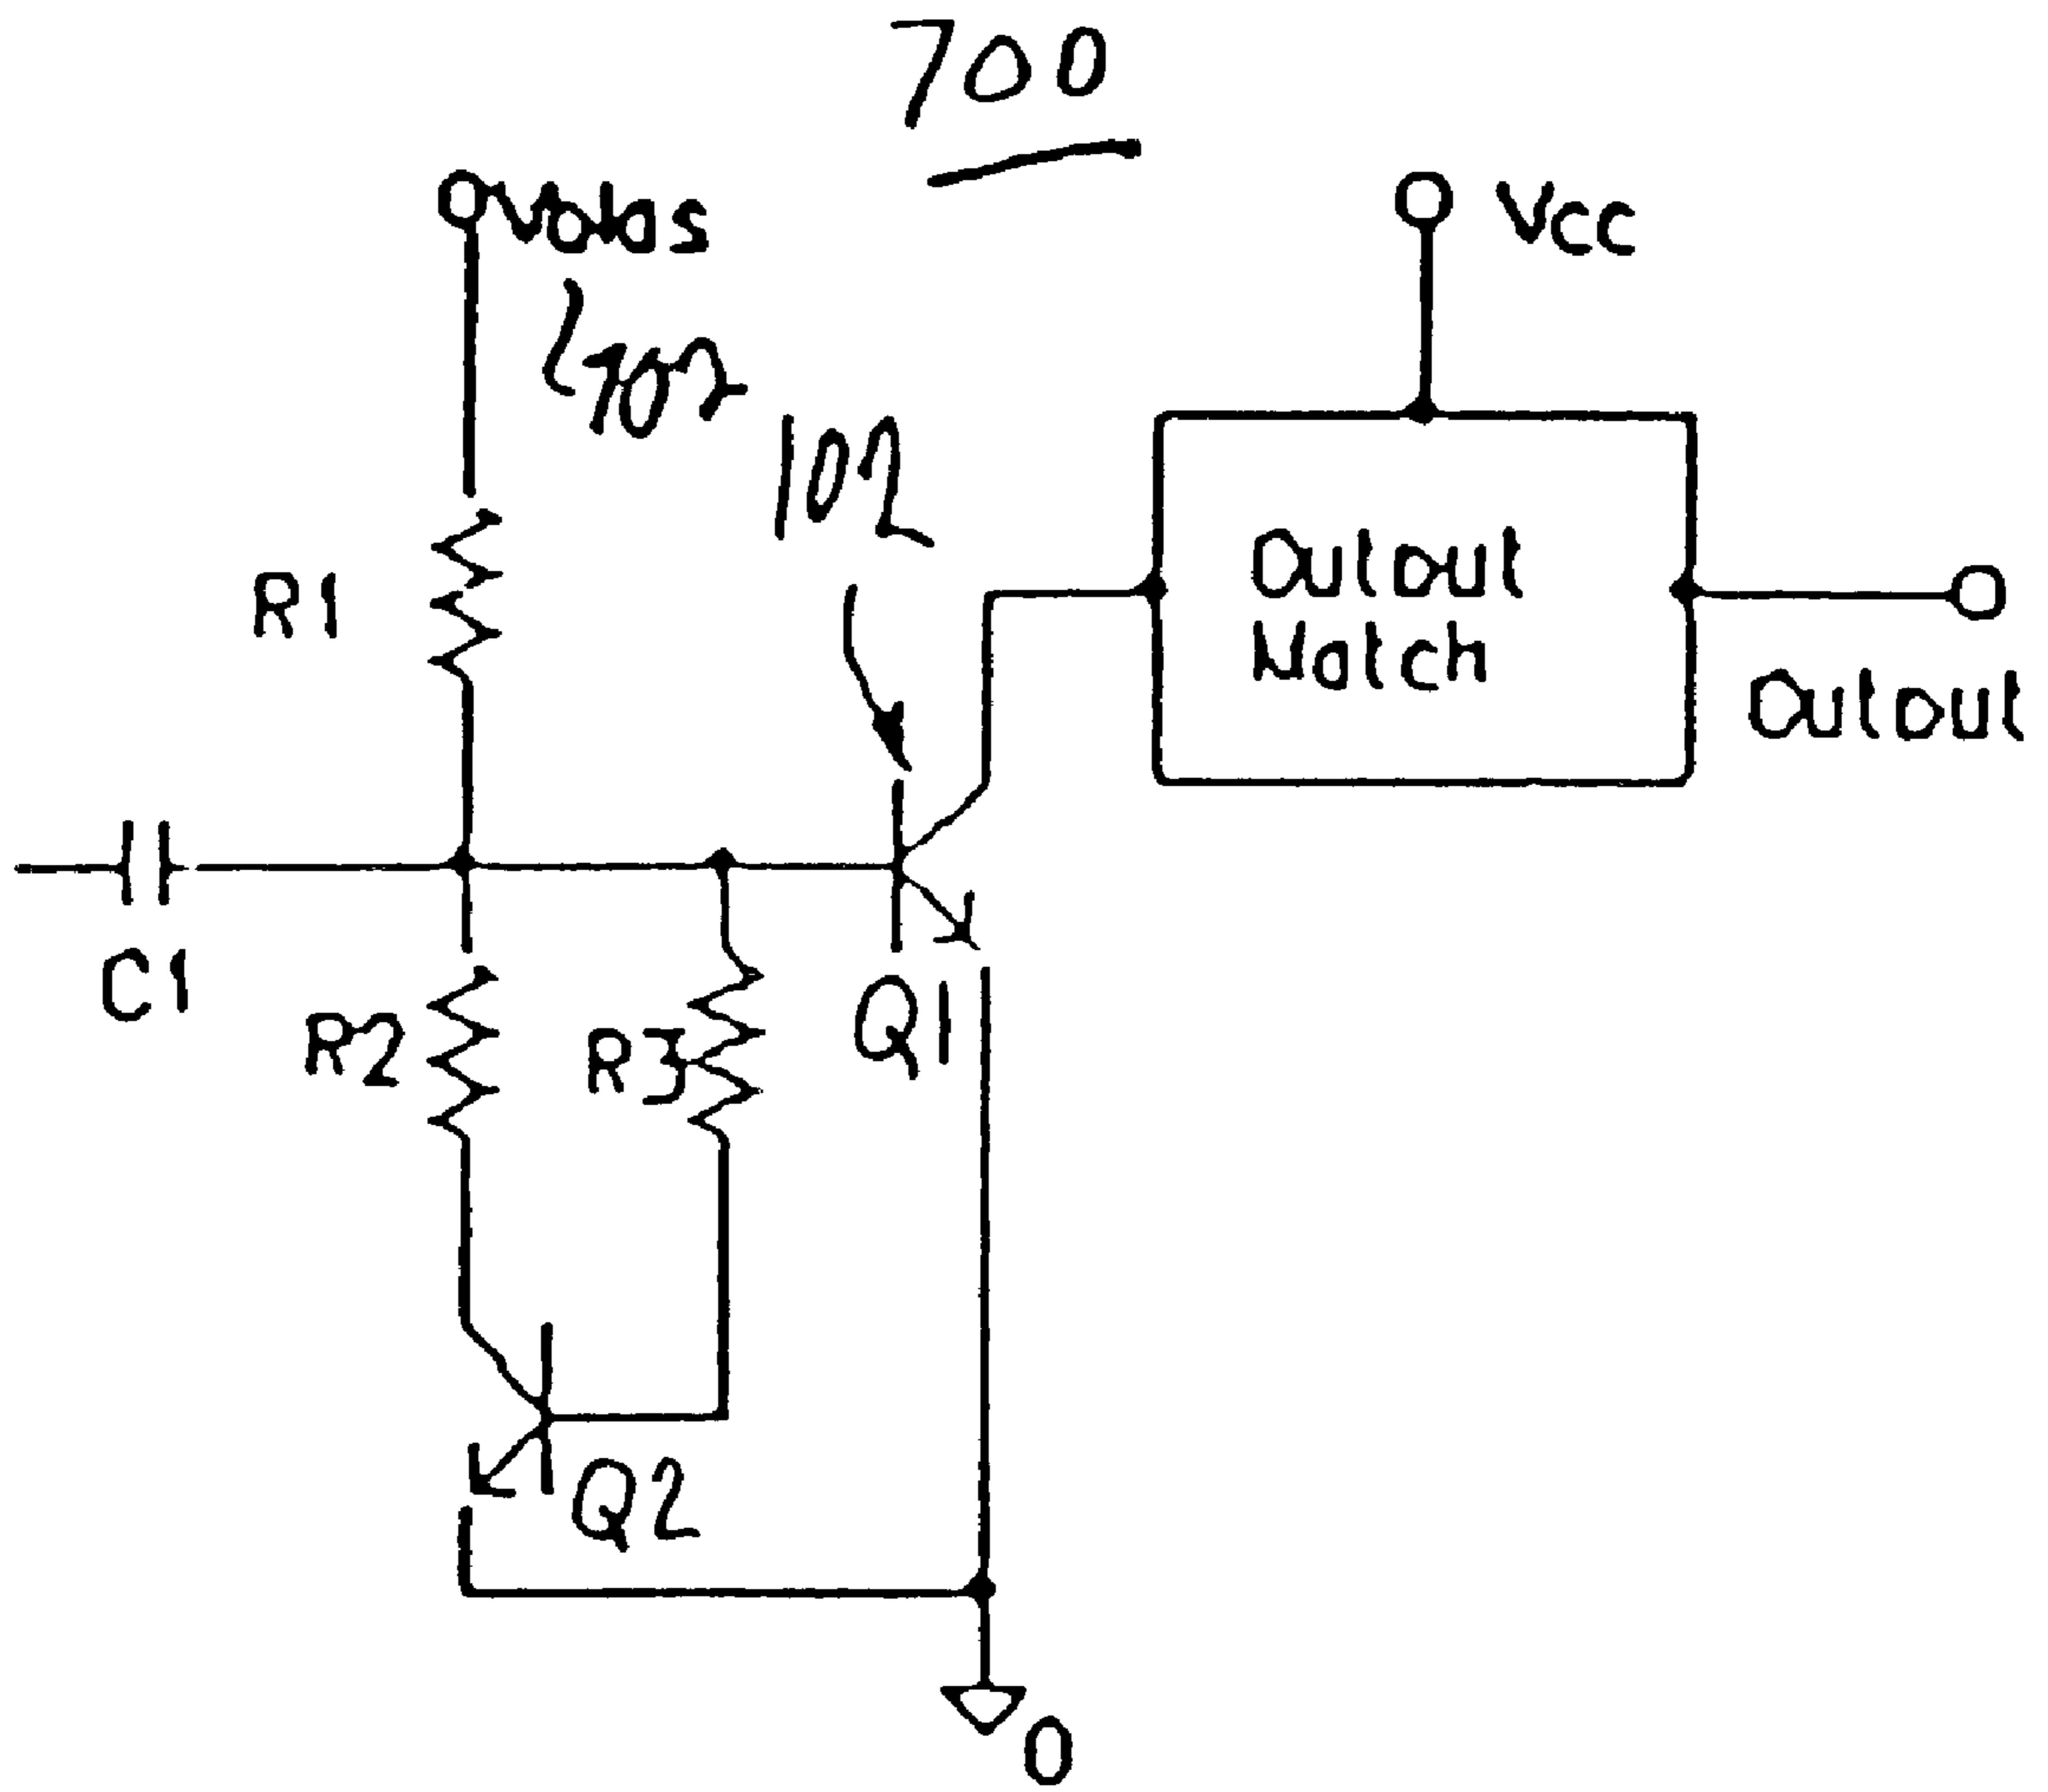 700
Vbias
702
Vcc
102
R1
Output
Match
Output
C1
R2
R3
Q1
Q2
0